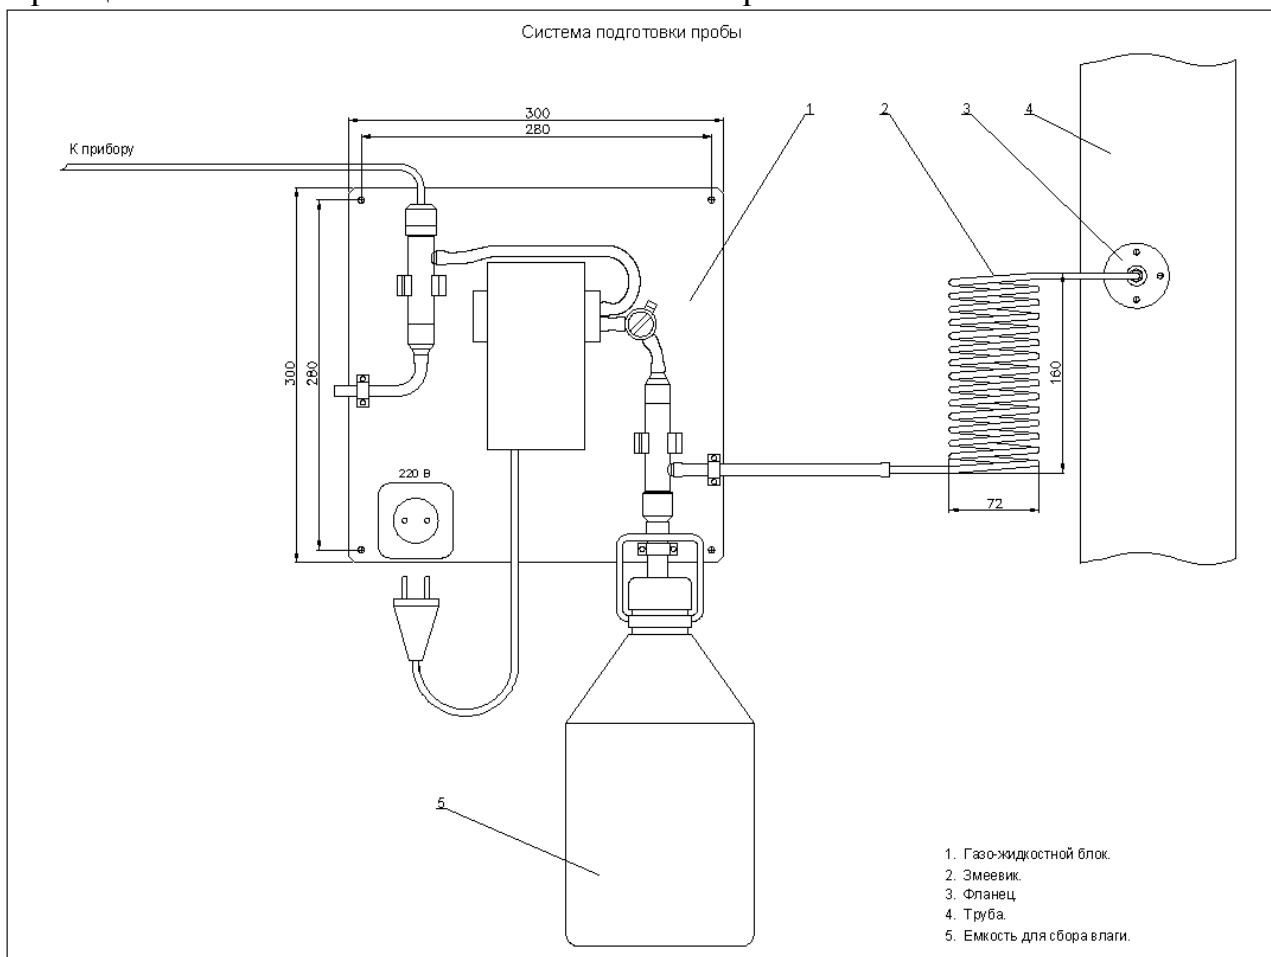 Система подготовки пробы
1
2
3
4
300
280
К прибору
300
280
160
220 В
72
5
1. Газо-жидкостной блок.
2. Змеевик.
3. Фланец
4. Труба.
5. Емкость для сбора влаги.